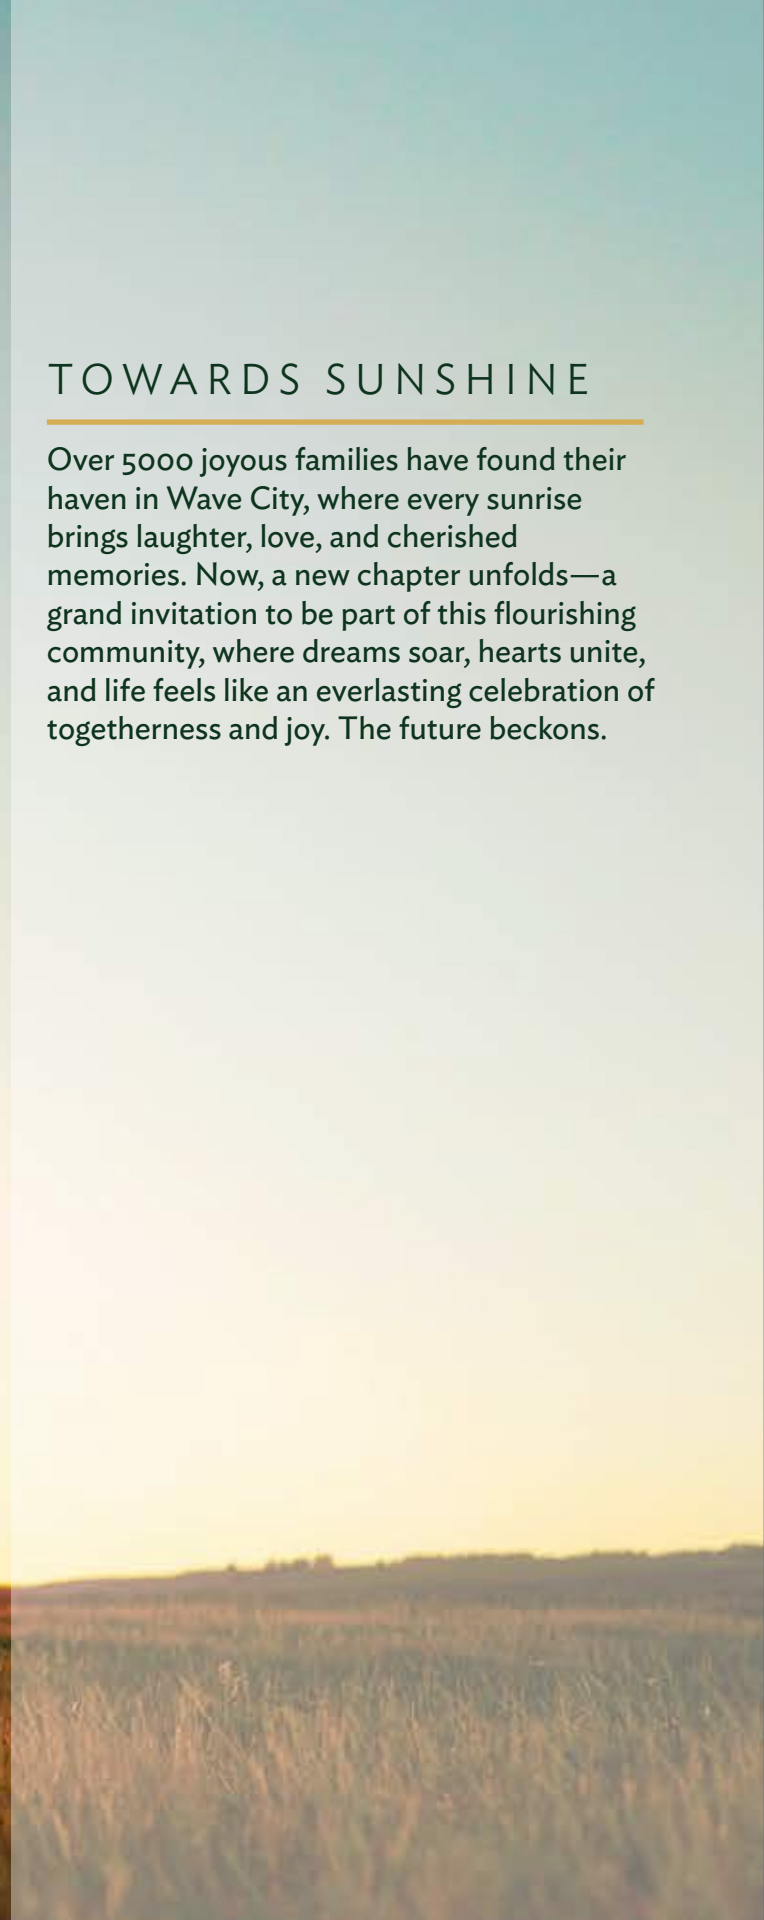 TOWARDS SUNSHINE
Over 5000 joyous families have found their
haven in Wave City, where every sunrise
brings laughter, love, and cherished
memories. Now, a new chapter unfolds—a
grand invitation to be part of this flourishing
community, where dreams soar, hearts unite,
and life feels like an everlasting celebration of
togetherness and joy. The future beckons.